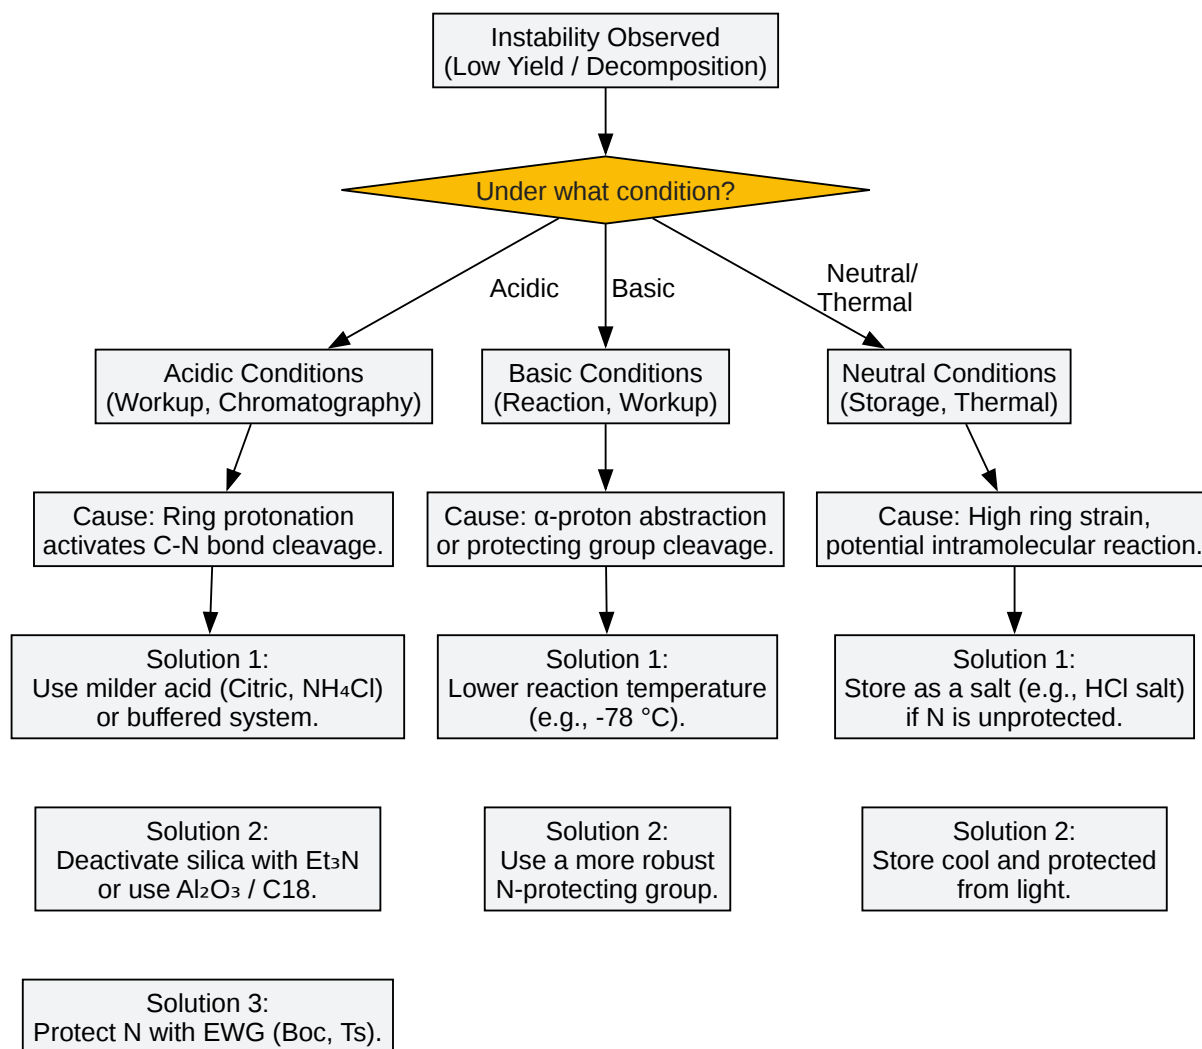 Instability Observed
(Low Yield / Decomposition)
Under what condition?
Acidic
Basic
Neutral/
Thermal
Acidic Conditions
(Workup, Chromatography)
Basic Conditions
(Reaction, Workup)
Neutral Conditions
(Storage, Thermal)
Cause: Ring protonation
activates C-N bond cleavage.
Cause: α-proton abstraction
or protecting group cleavage.
Cause: High ring strain,
potential intramolecular reaction.
Solution 1:
Use milder acid (Citric, NH₄Cl)
or buffered system.
Solution 1:
Lower reaction temperature
(e.g., -78 °C).
Solution 1:
Store as a salt (e.g., HCl salt)
if N is unprotected.
Solution 2:
Deactivate silica with Et₃N
or use Al₂O₃ / C18.
Solution 2:
Use a more robust
N-protecting group.
Solution 2:
Store cool and protected
from light.
Solution 3:
Protect N with EWG (Boc, Ts).